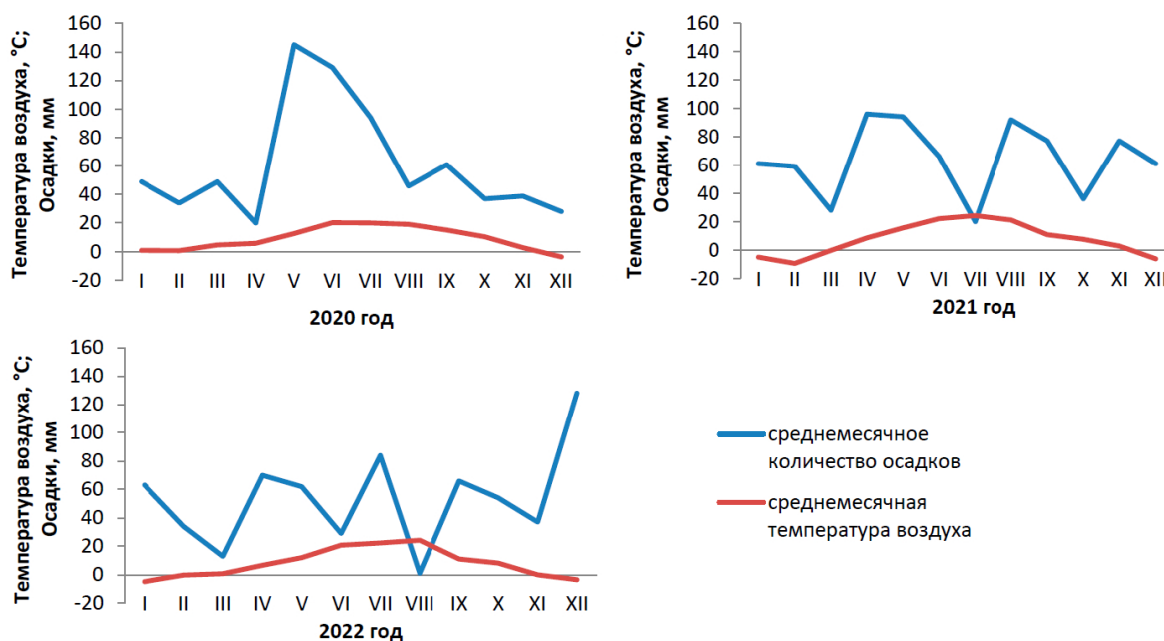 Температура воздуха, °С;
Осадки, мм
160
140
120
100
80
60
40
20
0
-20
I II III IV V VI VII VIII IX X XI XII
2020 год
Температура воздуха, °С;
Осадки, мм
160
140
120
100
80
60
40
20
0
-20
I II III IV V VI VII VIII IX X XI XII
2021 год
Температура воздуха, °С;
Осадки, мм
160
140
120
100
80
60
40
20
0
-20
I II III IV V VI VII VIII IX X XI XII
2022 год
среднемесячное
количество осадков
среднемесячная
температура воздуха